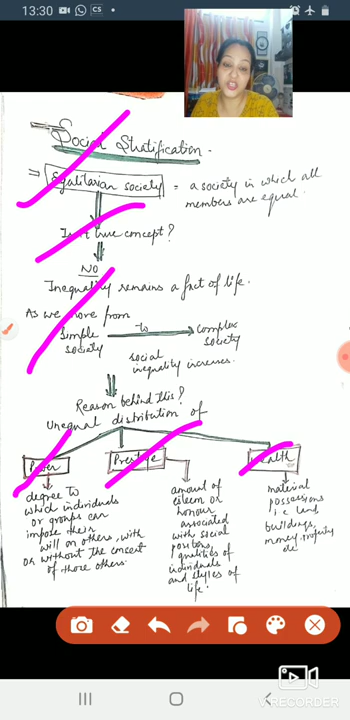 13:30
CS
Social Stratification.
⇒ Egalitarian society = a society in which all
members are equal.
Is it true concept?
NO
Inequality remains a fact of life.
As we move from
Simple society to Complex society
social
inequality increases.
Reason behind this?
Unequal distribution of
Power Prestige Wealth
degree to
which individuals
or groups can
impose their
will on others, with
or without the concent
of those others.
amount of
esteem or
honour
associated
with social
positons,
qualities of
individuals
and styles of
life.
material
possessions
i.e land,
buildings,
money, property
etc
VRECORDER